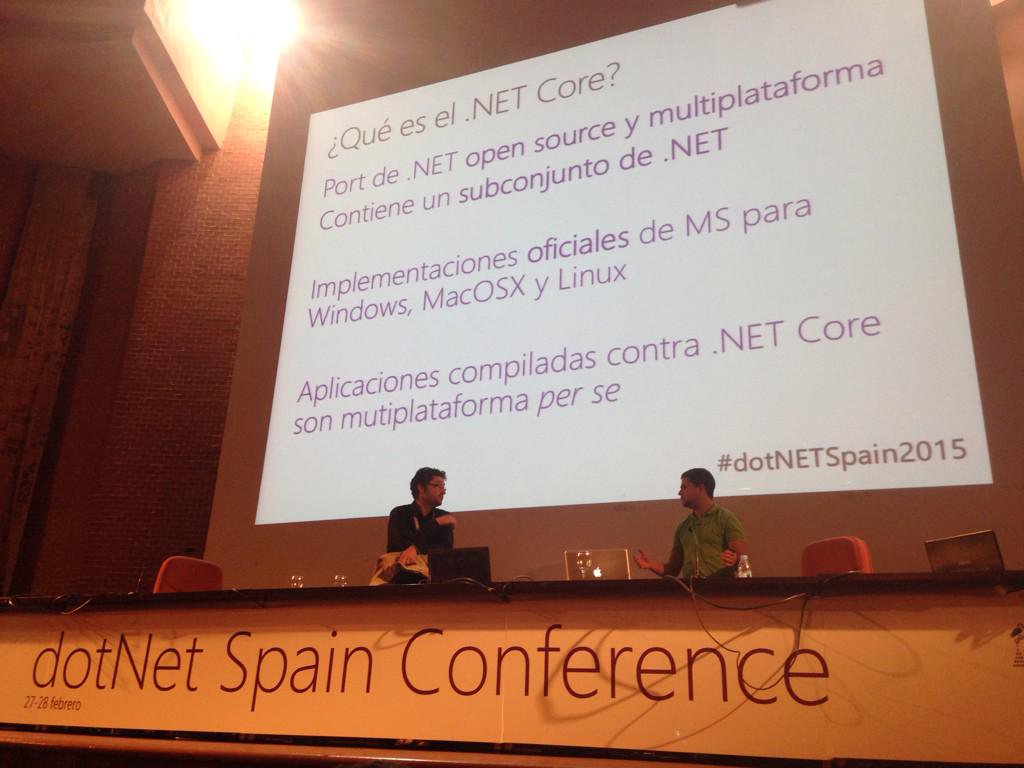 ¿Qué es el .NET Core?
Port de .NET open source y multiplataforma
Contiene un subconjunto de .NET
Implementaciones oficiales de MS para
Windows, MacOSX y Linux
Aplicaciones compiladas contra .NET Core
son mutiplataforma per se
#dotNETSpain2015
dotNet Spain Conference
27-28 febrero